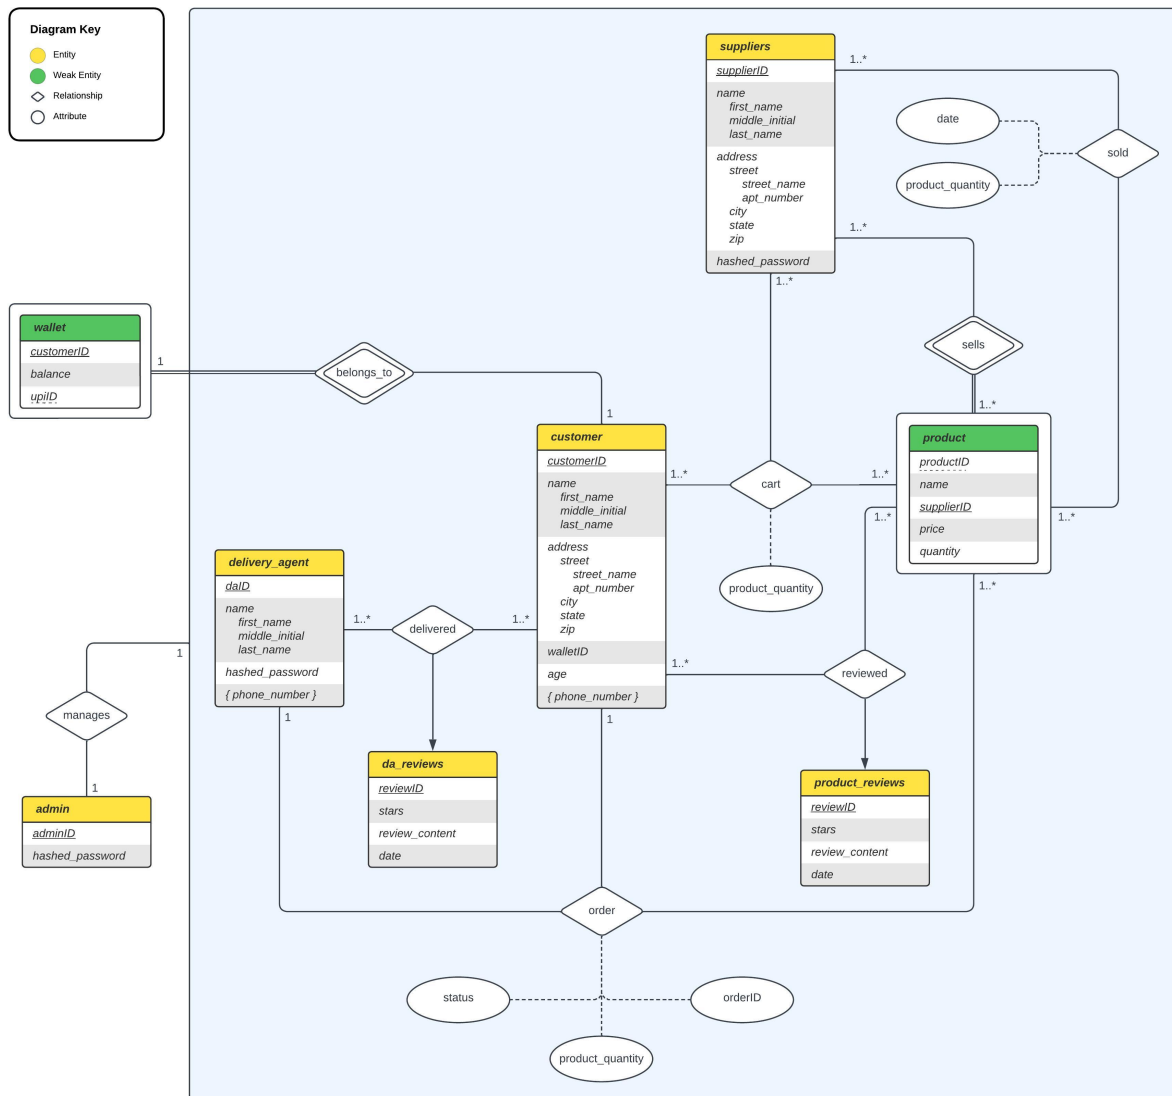 Diagram Key
Entity
Weak Entity
Relationship
Attribute
suppliers
supplierID
name
first_name
middle_initial
last_name
address
street
street_name
apt_number
city
state
zip
hashed_password
1..*
1..*
1..*
date
product_quantity
sold
sells
1..*
wallet
customerID
balance
upiID
1
belongs_to
1
customer
customerID
name
first_name
middle_initial
last_name
address
street
street_name
apt_number
city
state
zip
walletID
age
{ phone_number }
1..*
cart
1..*
product_quantity
product
productID
name
supplierID
price
quantity
1..*
1..*
1..*
delivery_agent
daID
name
first_name
middle_initial
last_name
hashed_password
{ phone_number }
1..*
delivered
1..*
1..*
reviewed
1
manages
1
admin
adminID
hashed_password
1
1
da_reviews
reviewID
stars
review_content
date
product_reviews
reviewID
stars
review_content
date
order
status
orderID
product_quantity